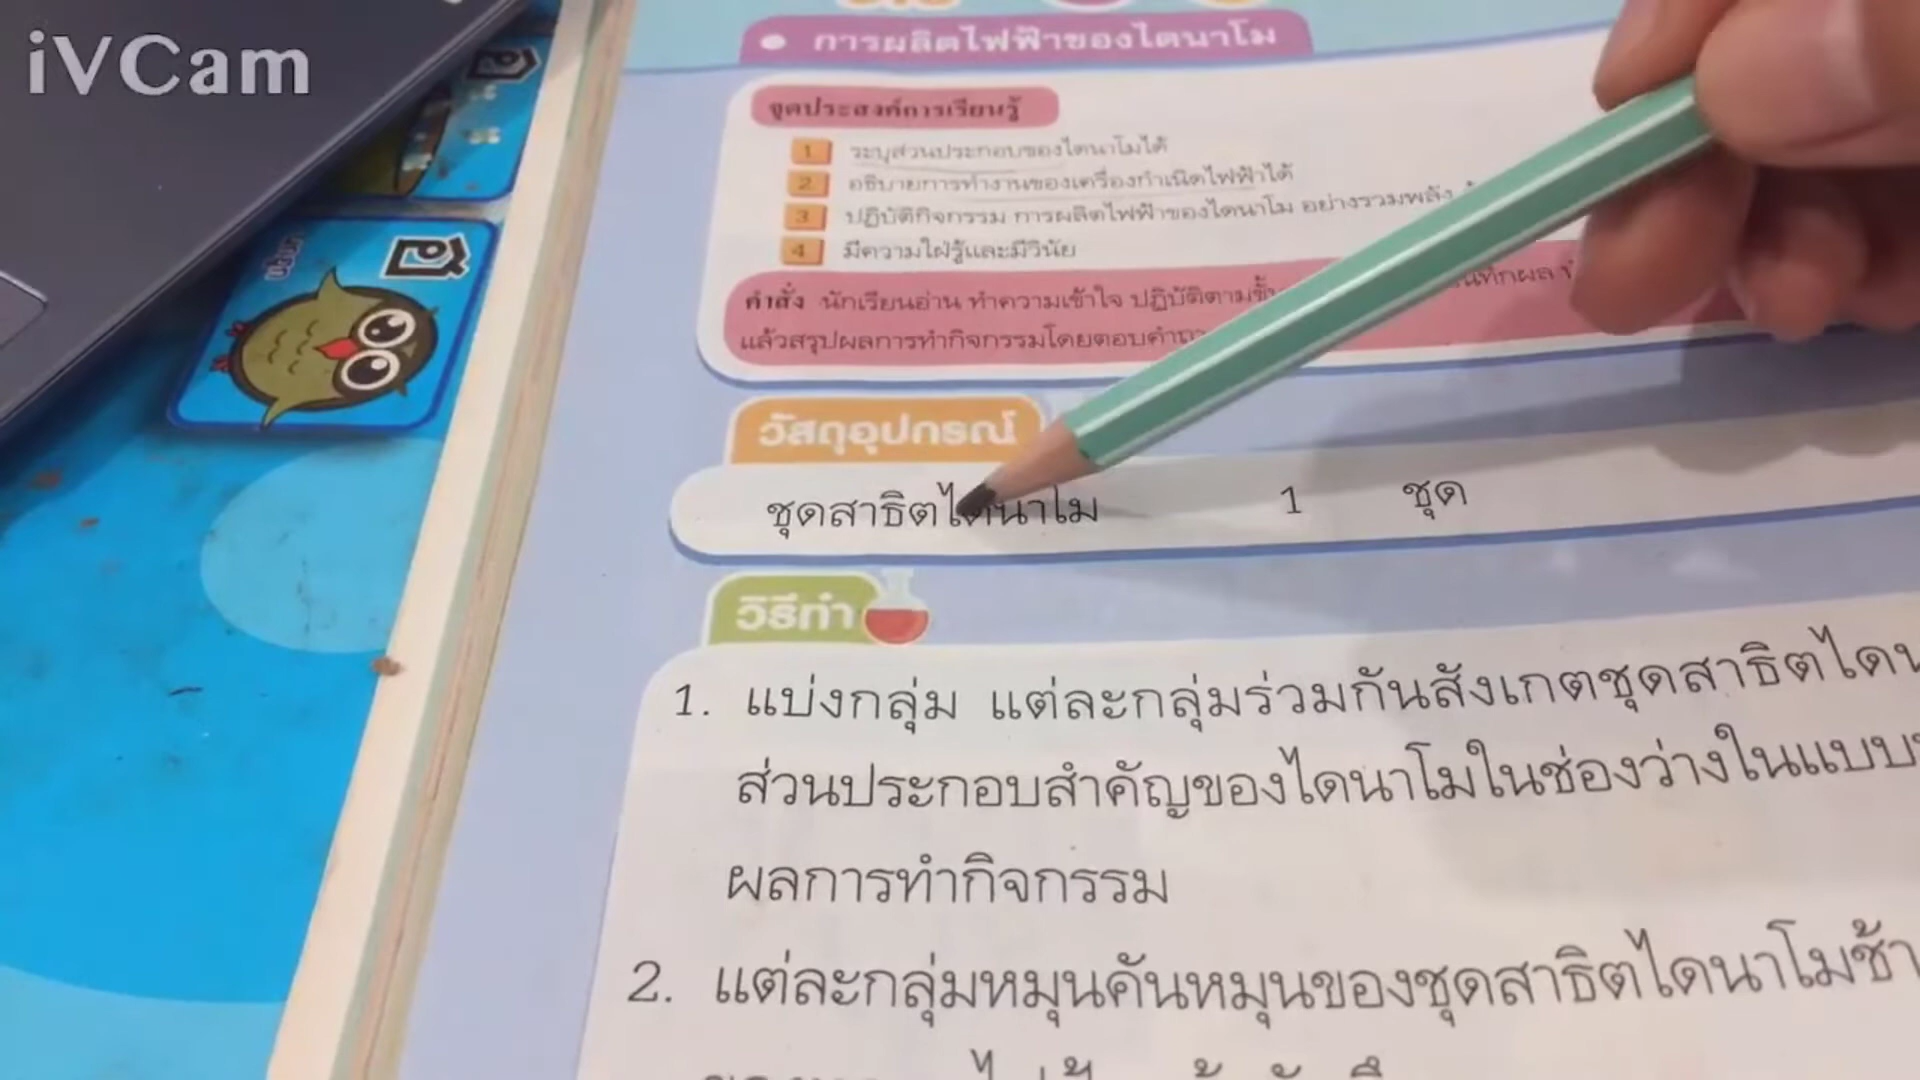 iVCam
การผลิตไฟฟ้าของไดนาโม
จุดประสงค์การเรียนรู้
1 ระบุส่วนประกอบของไดนาโมได้
2 อธิบายการทำงานของเครื่องกำเนิดไฟฟ้าได้
3 ปฏิบัติกิจกรรม การผลิตไฟฟ้าของไดนาโม อย่างรวมพลัง
4 มีความใฝ่รู้และมีวินัย
คำสั่ง นักเรียนอ่าน ทำความเข้าใจ ปฏิบัติตามขั้น
แล้วสรุปผลการทำกิจกรรมโดยตอบคำถา
วัสดุอุปกรณ์
ชุดสาธิตไดนาโม 1 ชุด
วิธีทำ
1. แบ่งกลุ่ม แต่ละกลุ่มร่วมกันสังเกตชุดสาธิตไดน
ส่วนประกอบสำคัญของไดนาโมในช่องว่างในแบบ
ผลการทำกิจกรรม
2. แต่ละกลุ่มหมุนคันหมุนของชุดสาธิตไดนาโมช้า
ฮ
นกฮูก